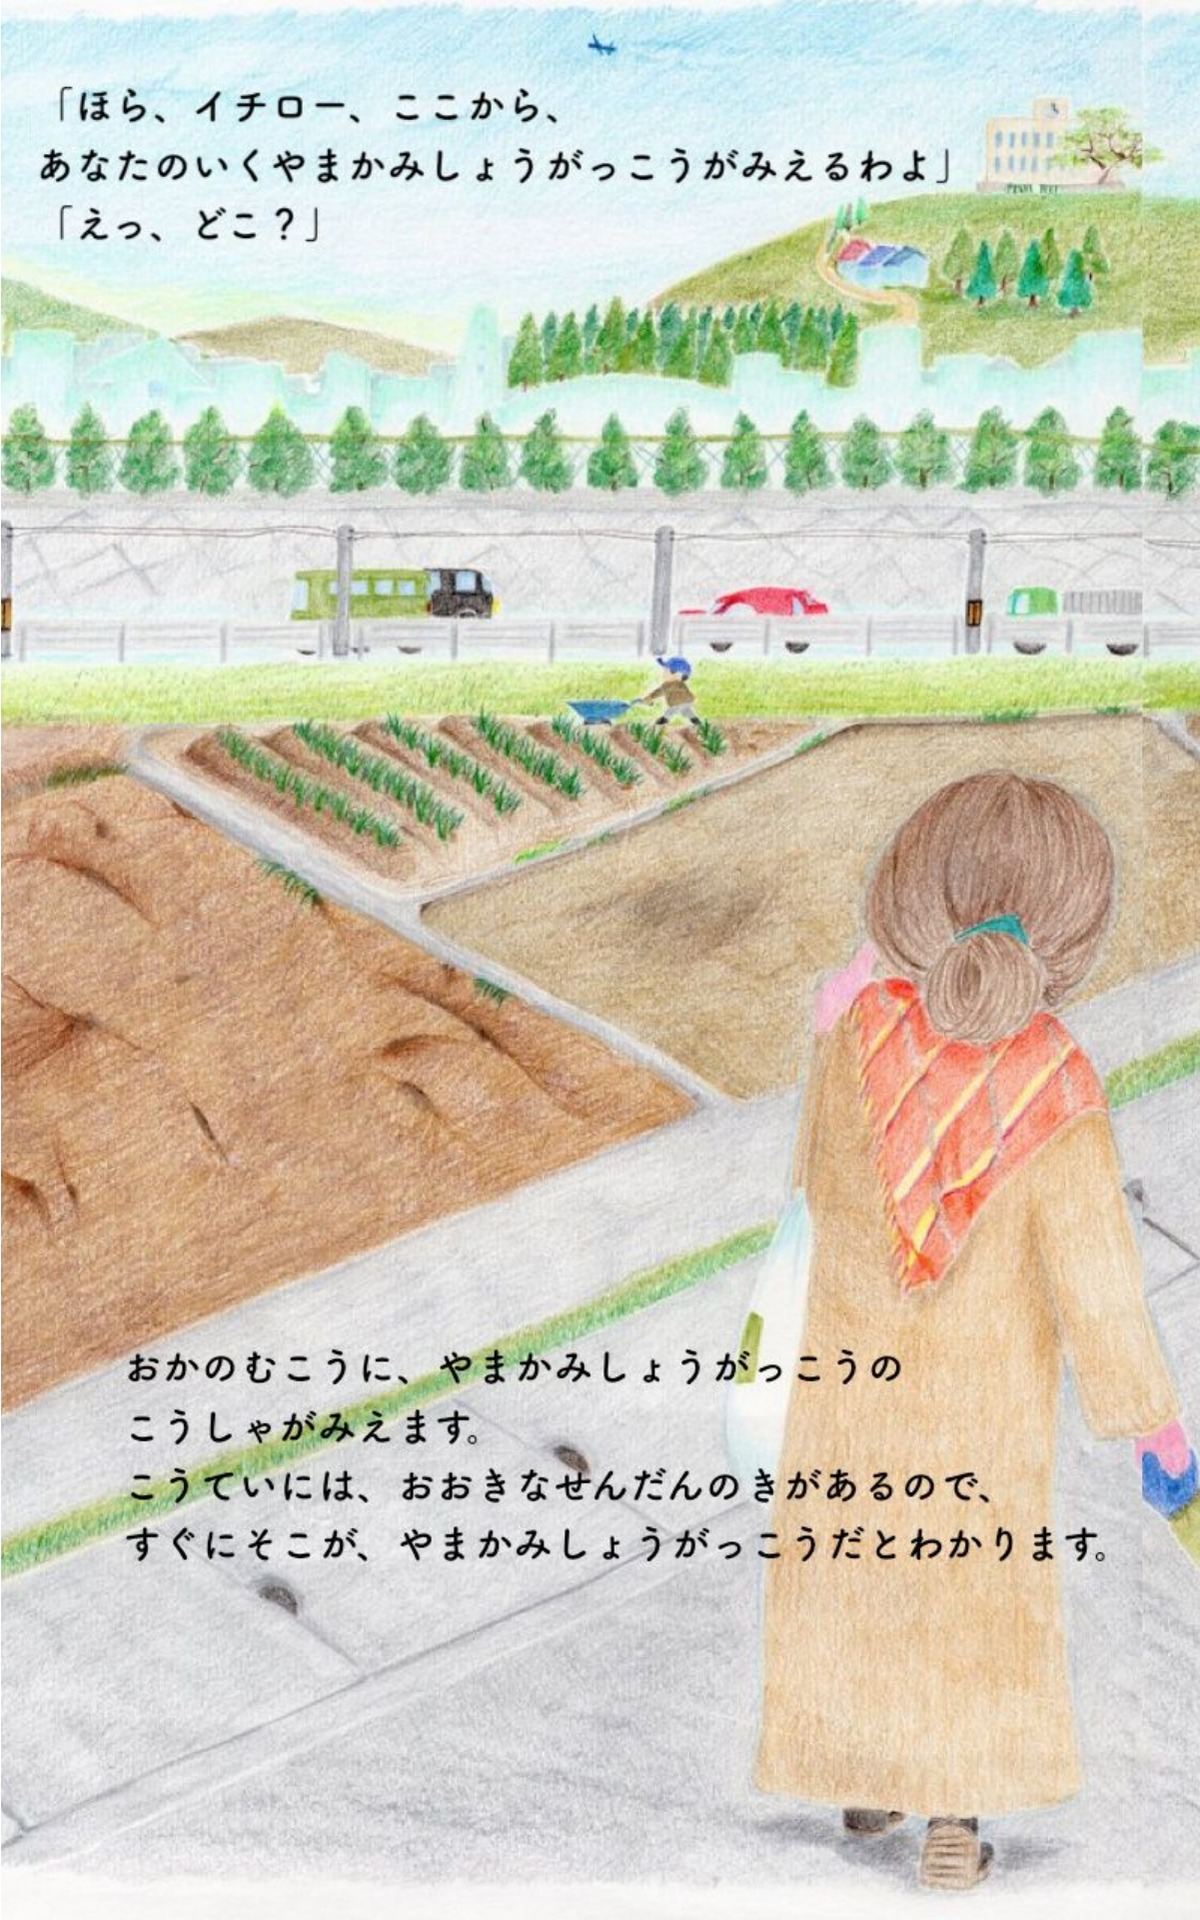 「ほら、イチロー、ここから、
あなたのいくやまかみしょうがっこうがみえるわよ」
「えっ、どこ？」
おかのむこうに、やまかみしょうがっこうの
こうしゃがみえます。
こうていには、おおきなせんだんのきがあるので、
すぐにそこが、やまかみしょうがっこうだとわかります。